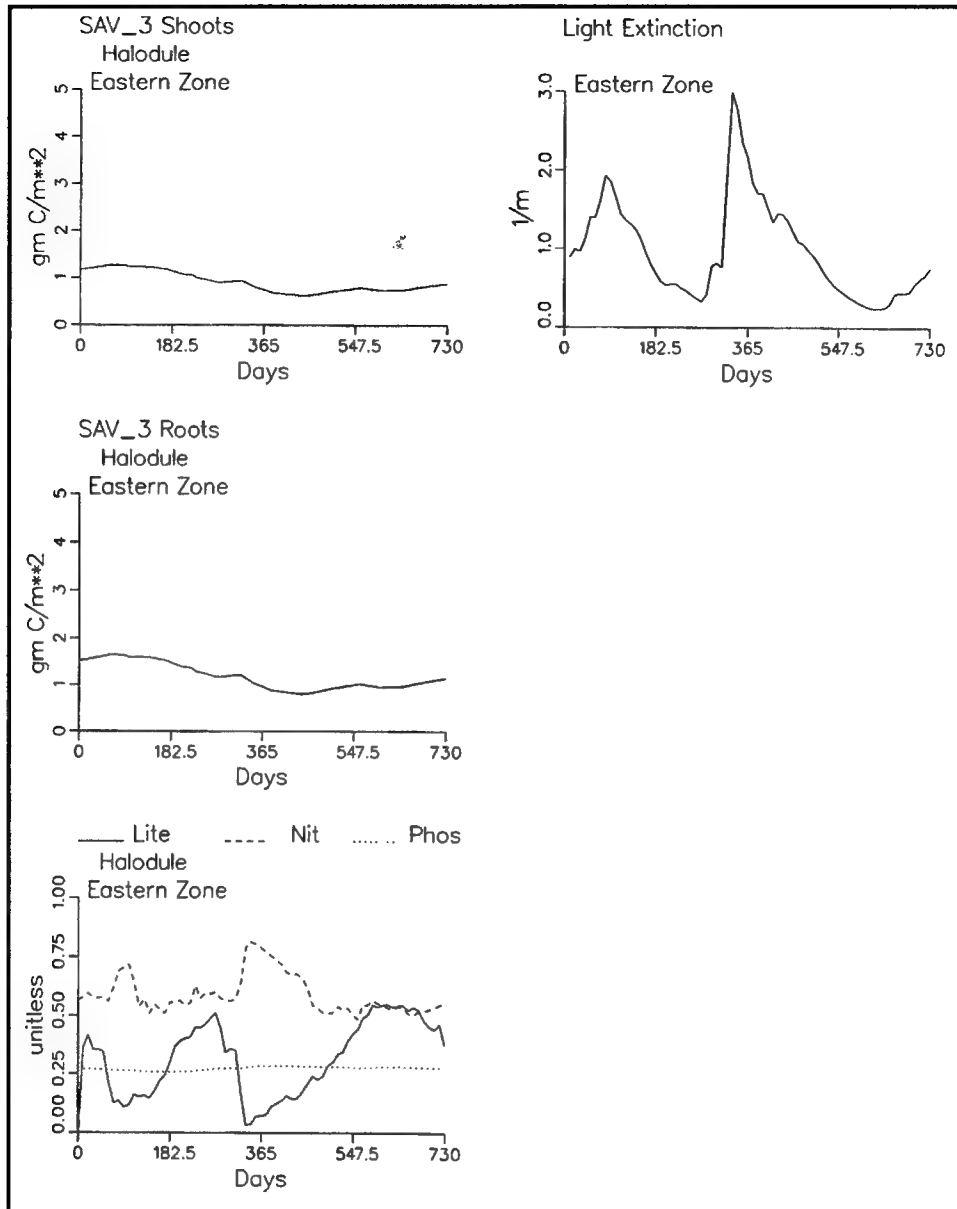 SAV_3 Shoots
Halodule
Eastern Zone
gm C/m**2
5
4
3
2
1
0
0 182.5 365 547.5 730
Days
Light Extinction
Eastern Zone
1/m
3.0
2.0
1.0
0.0
0 182.5 365 547.5 730
Days
SAV_3 Roots
Halodule
Eastern Zone
gm C/m**2
5
4
3
2
1
0
0 182.5 365 547.5 730
Days
Lite Nit Phos
Halodule
Eastern Zone
unitless
1.00
0.75
0.50
0.25
0.00
0 182.5 365 547.5 730
Days